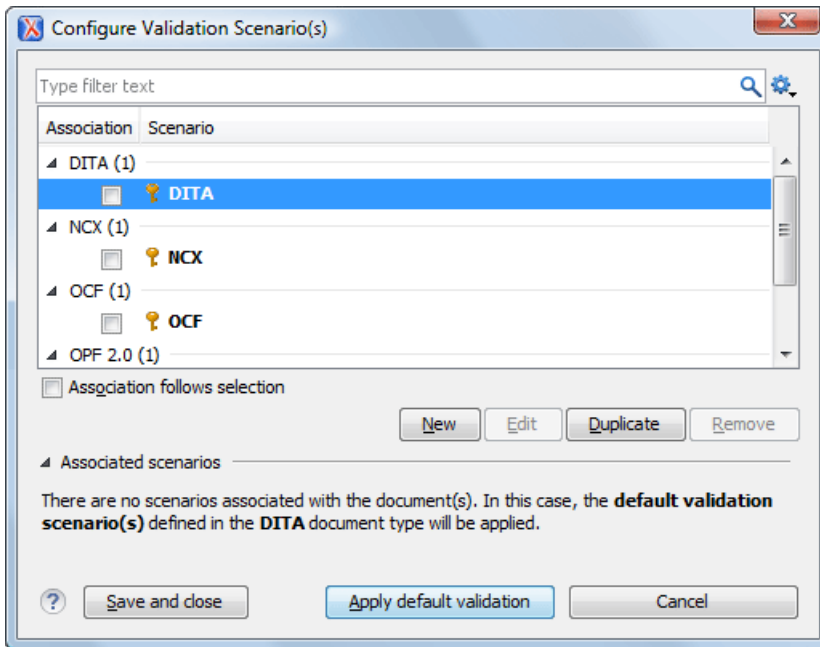 Configure Validation Scenario(s)
Type filter text
Association Scenario
DITA (1)
DITA
NCX (1)
NCX
OCF (1)
OCF
OPF 2.0 (1)
Association follows selection
New Edit Duplicate Remove
Associated scenarios
There are no scenarios associated with the document(s). In this case, the default validation
scenario(s) defined in the DITA document type will be applied.
? Save and close Apply default validation Cancel